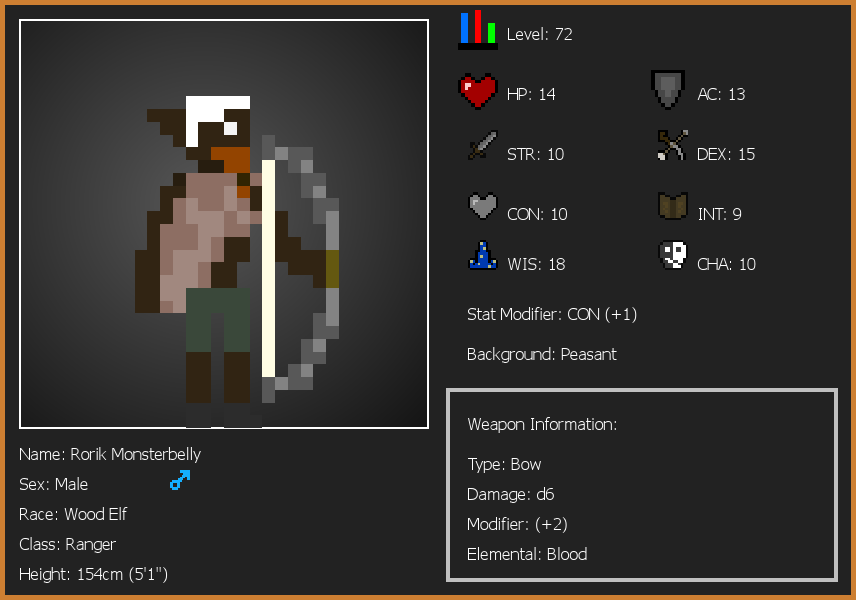 Level: 72
HP: 14
AC: 13
STR: 10
DEX: 15
CON: 10
INT: 9
WIS: 18
CHA: 10
Stat Modifier: CON (+1)
Background: Peasant
Weapon Information:
Type: Bow
Damage: d6
Modifier: (+2)
Elemental: Blood
Name: Rorik Monsterbelly
Sex: Male
Race: Wood Elf
Class: Ranger
Height: 154cm (5'1")